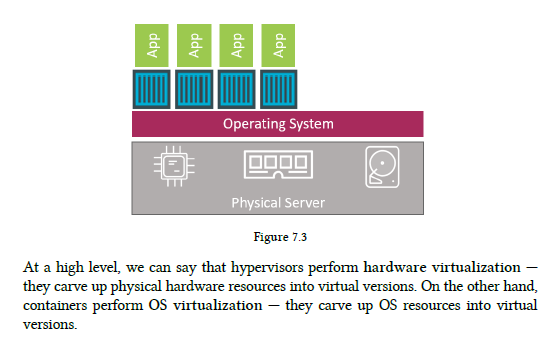 App App App App
Operating System
Physical Server
Figure 7.3
At a high level, we can say that hypervisors perform hardware virtualization —
they carve up physical hardware resources into virtual versions. On the other hand,
containers perform OS virtualization — they carve up OS resources into virtual
versions.